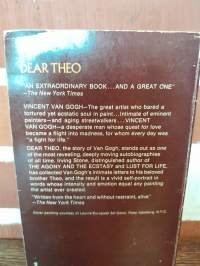 DEAR THEO
"AN EXTRAORDINARY BOOK...AND A GREAT ONE"
—The New York Times
VINCENT VAN GOGH—The great artist who bared a
tortured yet ecstatic soul in paint...Intimate of eminent
painters—and aging streetwalkers...VINCENT
VAN GOGH—a desperate man whose quest for love
became a flight into madness, for whom every day was
"a fight for life."
DEAR THEO, the story of Van Gogh, stands out as one
of the most revealing, deeply moving autobiographies
of all time. Irving Stone, distinguished author of
THE AGONY AND THE ECSTASY and LUST FOR LIFE,
has collected Van Gogh's intimate letters to his beloved
brother Theo, and the result is a vivid self-portrait in
words whose intensity and emotion equal any painting
the artist ever created.
"Written from the heart and without restraint, alive"
—The New York Times
Cover painting courtesy of